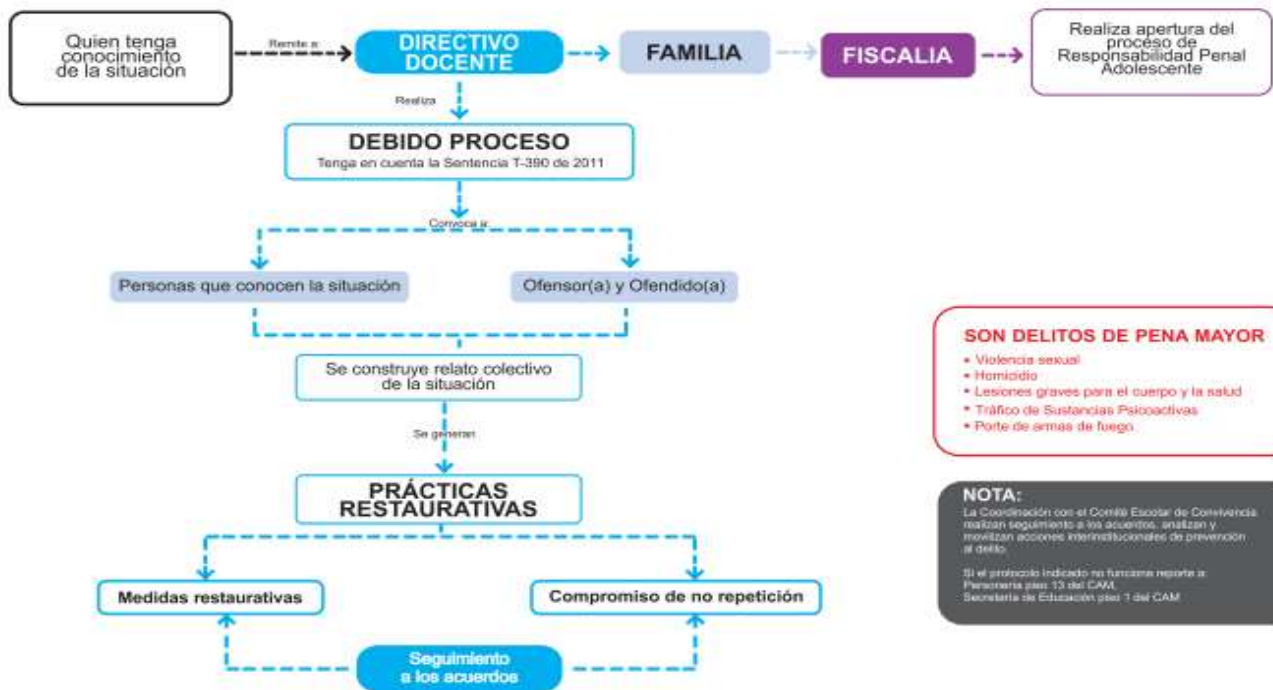 Quien tenga
conocimiento
de la situación
Remite a:
DIRECTIVO
DOCENTE
FAMILIA
FISCALIA
Realiza apertura del
proceso de
Responsabilidad Penal
Adolescente
Realiza
DEBIDO PROCESO
Tenga en cuenta la Sentencia T-390 de 2011
Convoca a:
Personas que conocen la situación
Ofensor(a) y Ofendido(a)
Se construye relato colectivo
de la situación
Se generan
PRÁCTICAS
RESTAURATIVAS
Medidas restaurativas
Compromiso de no repetición
Seguimiento
a los acuerdos
SON DELITOS DE PENA MAYOR
• Violencia sexual
• Homicidio
• Lesiones graves para el cuerpo y la salud
• Tráfico de Sustancias Psicoactivas
• Porte de armas de fuego.
NOTA:
La Coordinación con el Comité Escolar de Convivencia
realizan seguimiento a los acuerdos, analizan y
movilizan acciones interinstitucionales de prevención
al delito.
Si el protocolo indicado no funciona reporte a:
Personería piso 13 del CAM,
Secretaría de Educación piso 1 del CAM